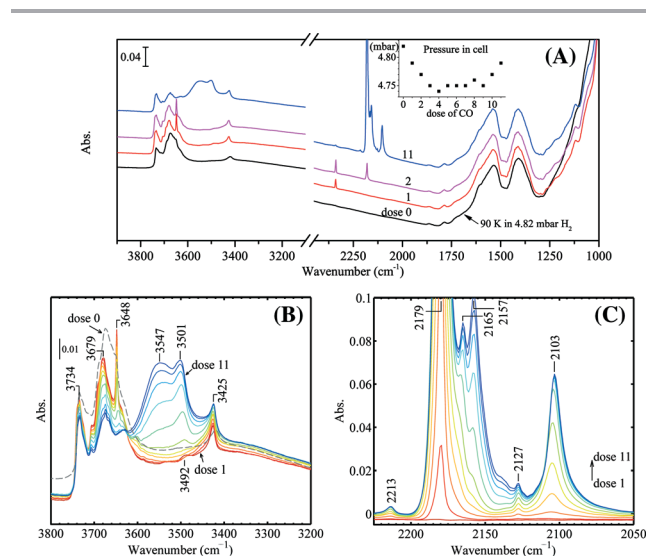 0.04
(mbar)
Pressure in cell
4.80
4.75
0 5 10
dose of CO
(A)
Abs.
11
2
1
dose 0
90 K in 4.82 mbar H2
3800 3600 3400 3200 2250 2000 1750 1500 1250 1000
Wavenumber (cm-1)
(B)
dose 0
3648
0.01
3679
3734
3547
3501
dose 11
3425
3492
dose 1
Abs.
3800 3700 3600 3500 3400 3300 3200
Wavenumber (cm-1)
(C)
0.1
0.08
0.06
0.04
0.02
0
Abs.
2179
2165
2157
2103
2127
2213
dose 11
dose 1
2200 2150 2100 2050
Wavenumber (cm-1)